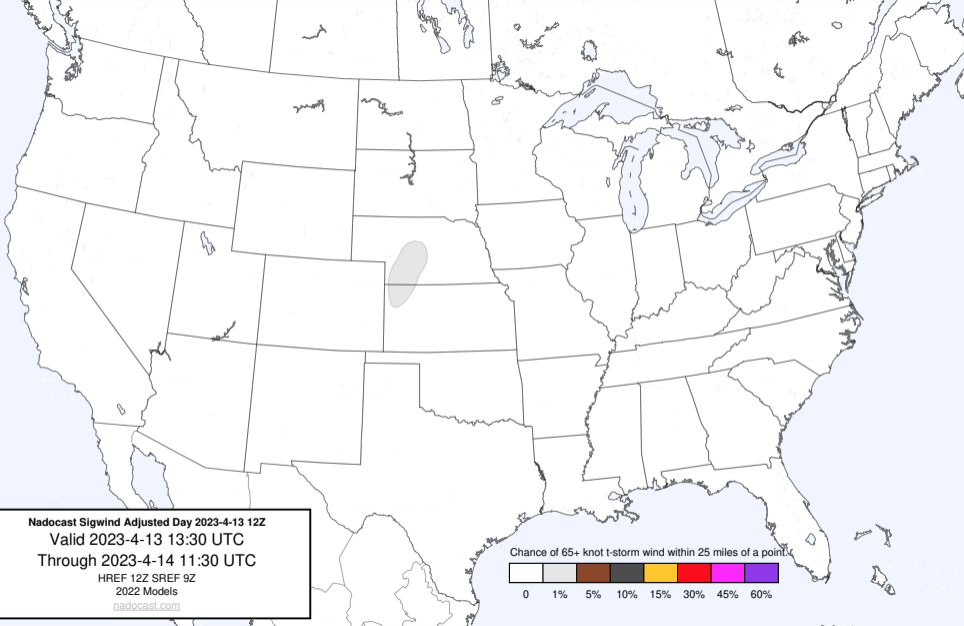 Nadocast Sigwind Adjusted Day 2023-4-13 12Z
Valid 2023-4-13 13:30 UTC
Through 2023-4-14 11:30 UTC
HREF 12Z SREF 9Z
2022 Models
nadocast.com
Chance of 65+ knot t-storm wind within 25 miles of a point.
0 1% 5% 10% 15% 30% 45% 60%